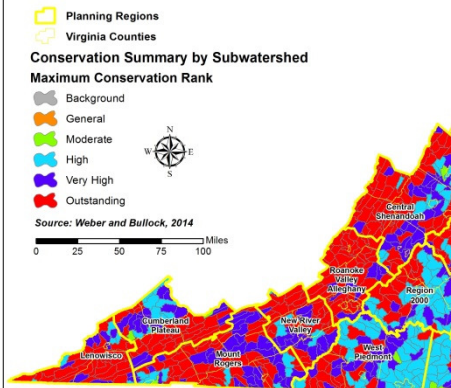 Planning Regions
Virginia Counties
Conservation Summary by Subwatershed
Maximum Conservation Rank
Background
General
Moderate
High
Very High
Outstanding
N
W E
S
Source: Weber and Bullock, 2014
Miles
0 25 50 75 100
Central
Shenandoah
Roanoke
Valley
Alleghany
Region
2000
Cumberland
Plateau
New River
Valley
Lenowisco
Mount
Rogers
West
Piedmont